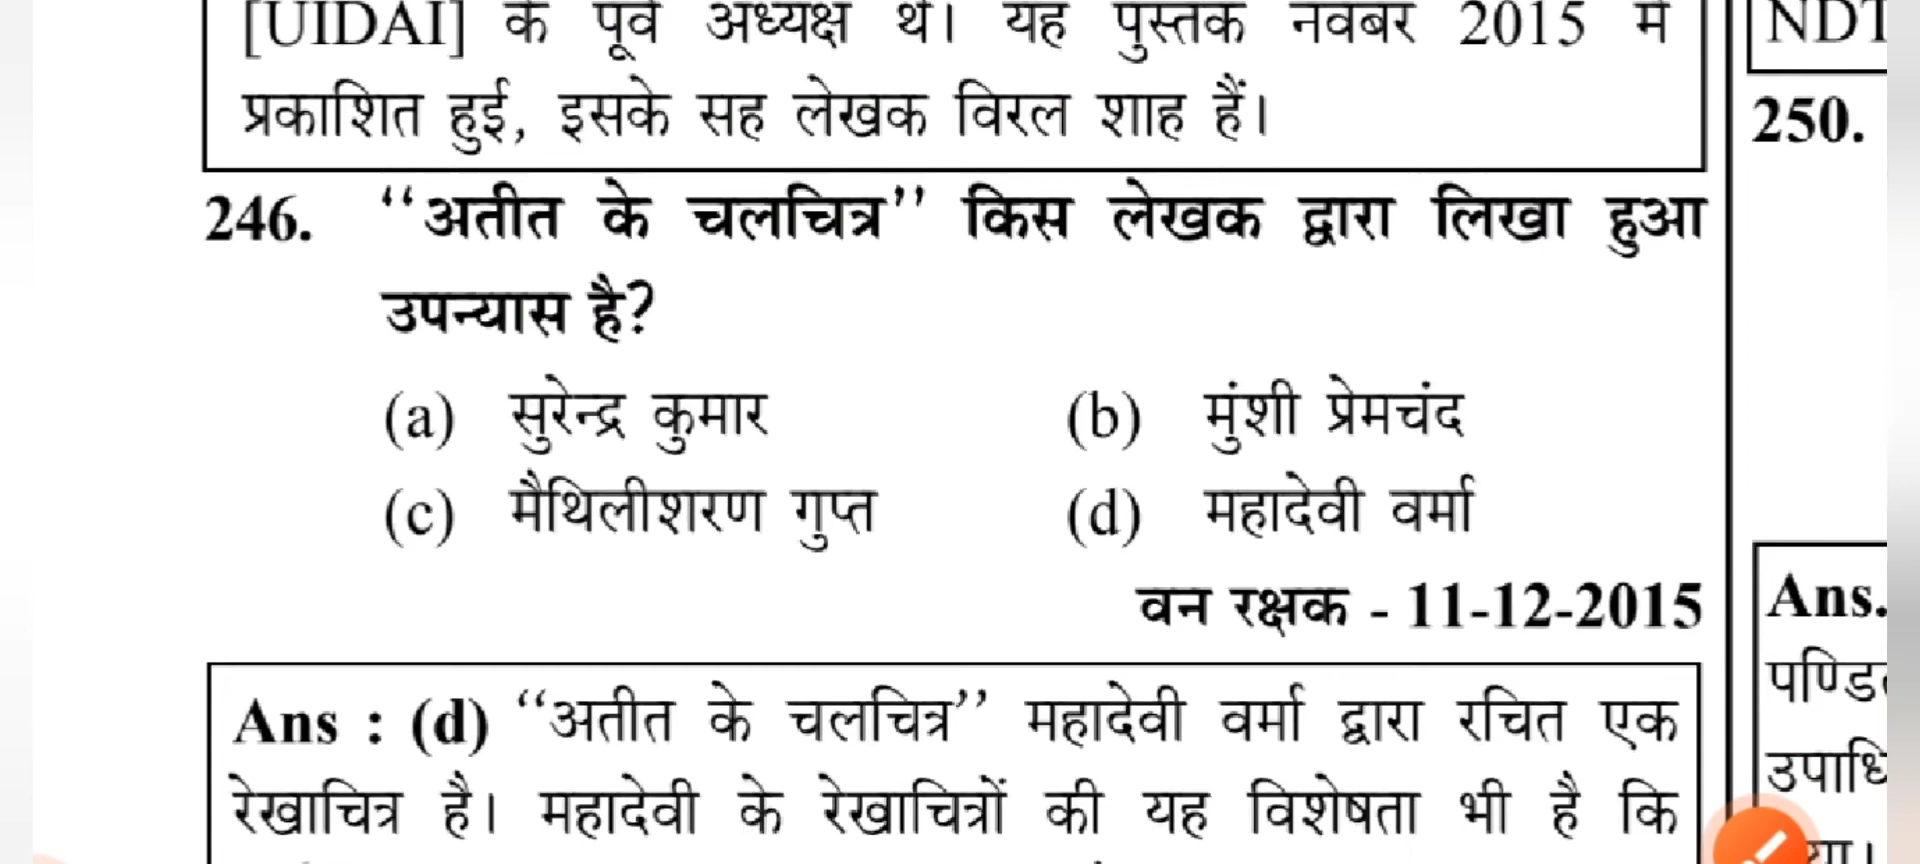 [UIDAI] के पूर्व अध्यक्ष थे। यह पुस्तक नवंबर 2015 में
प्रकाशित हुई, इसके सह लेखक विरल शाह हैं।
246. ‘‘अतीत के चलचित्र’’ किस लेखक द्वारा लिखा हुआ
उपन्यास है?
(a) सुरेन्द्र कुमार (b) मुंशी प्रेमचंद
(c) मैथिलीशरण गुप्त (d) महादेवी वर्मा
वन रक्षक - 11-12-2015
Ans : (d) ‘‘अतीत के चलचित्र’’ महादेवी वर्मा द्वारा रचित एक
रेखाचित्र है। महादेवी के रेखाचित्रों की यह विशेषता भी है कि
250.
Ans.